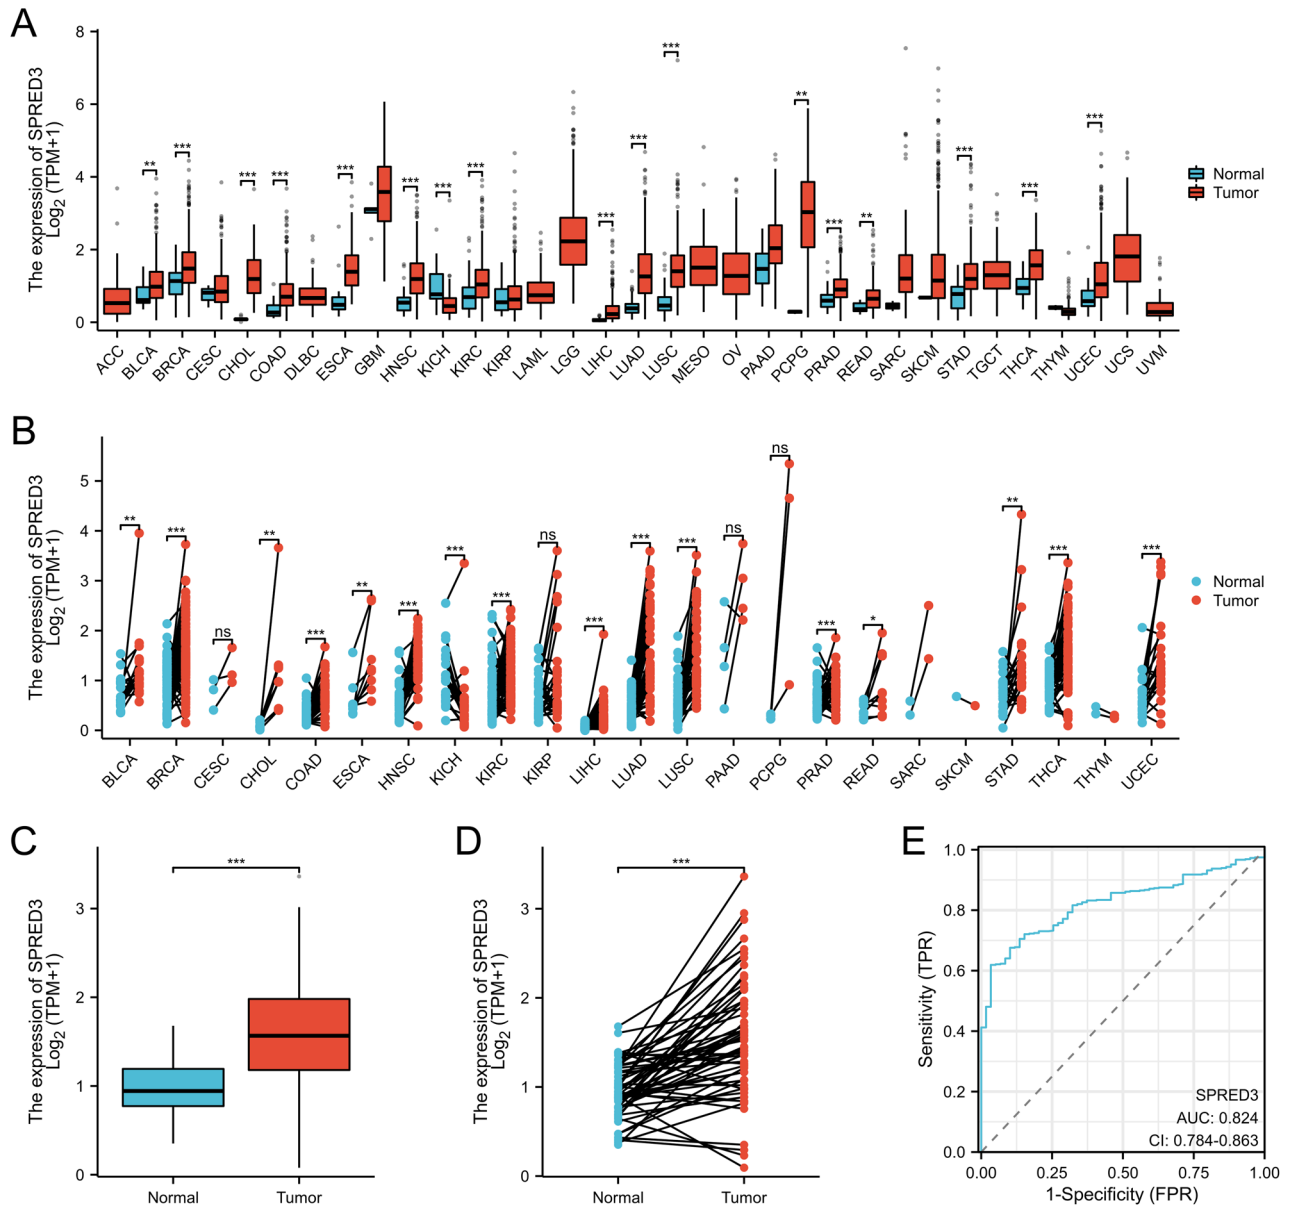 A
The expression of SPRED3
Log2 (TPM+1)
8
6
4
2
0
** *** *** *** *** *** *** *** *** *** *** ** *** ** *** *** ***
Normal
Tumor
ACC BLCA BRCA CESC CHOL COAD DLBC ESCA GBM HNSC KICH KIRC KIRP LAML LGG LIHC LUAD LUSC MESO OV PAAD PCPG PRAD READ SARC SKCM STAD TGCT THCA THYM UCEC UCS UVM
B
The expression of SPRED3
Log2 (TPM+1)
5
4
3
2
1
0
** *** ns ** *** ** *** *** *** ns *** *** *** ns ns *** * ** *** ***
Normal
Tumor
BLCA BRCA CESC CHOL COAD ESCA HNSC KICH KIRC KIRP LIHC LUAD LUSC PAAD PCPG PRAD READ SARC SKCM STAD THCA THYM UCEC
C
The expression of SPRED3
Log2 (TPM+1)
3
2
1
0
***
Normal Tumor
D
The expression of SPRED3
Log2 (TPM+1)
3
2
1
0
***
Normal Tumor
E
Sensitivity (TPR)
1.0
0.8
0.6
0.4
0.2
0.0
SPRED3
AUC: 0.824
CI: 0.784-0.863
0.00 0.25 0.50 0.75 1.00
1-Specificity (FPR)